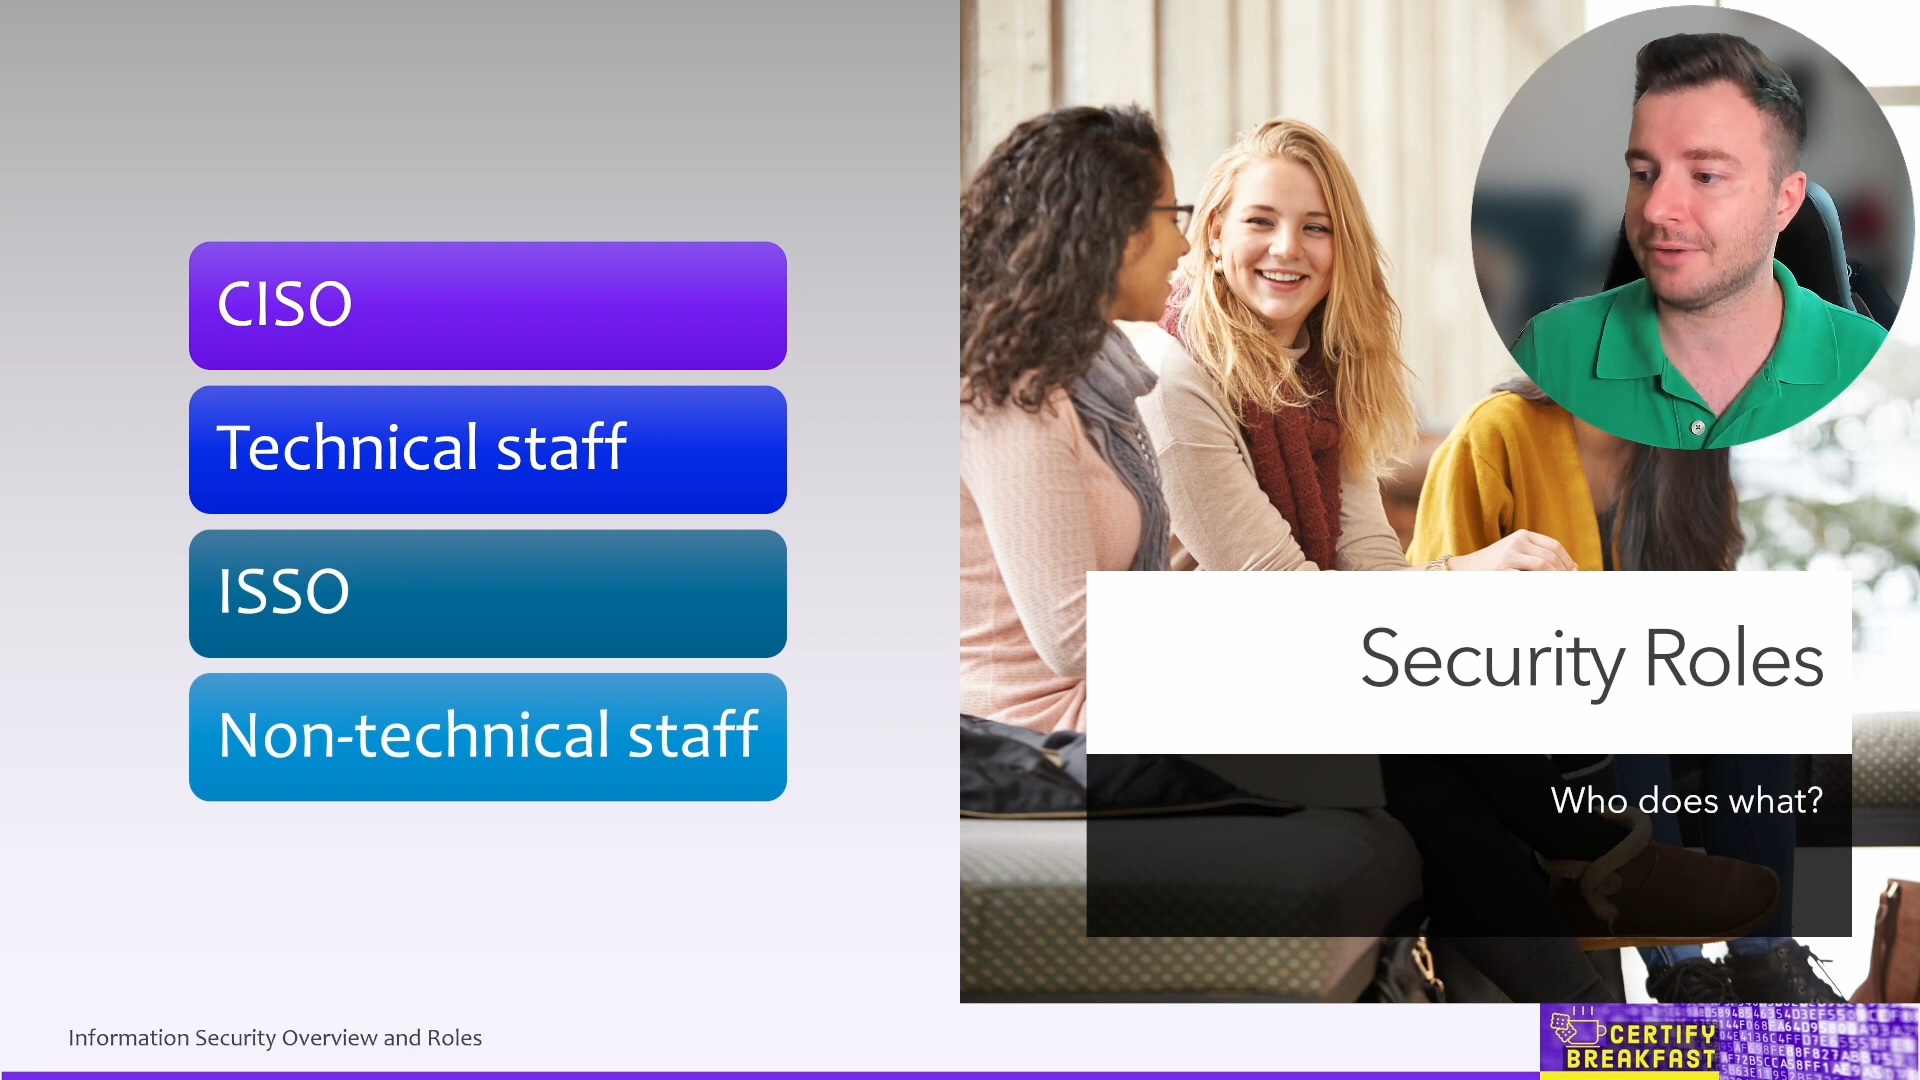 CISO
Technical staff
ISSO
Non-technical staff
Security Roles
Who does what?
Information Security Overview and Roles
CERTIFY
BREAKFAST